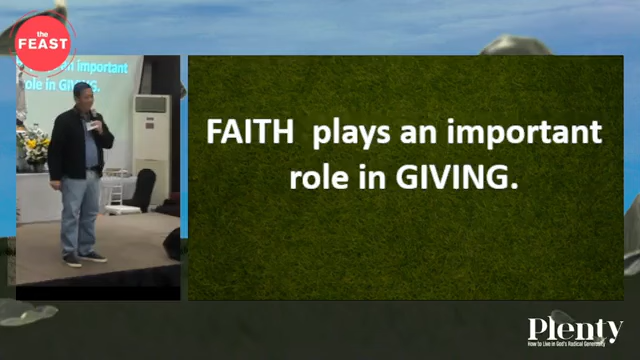 the
FEAST
an important
role in GIVING.
FAITH plays an important
role in GIVING.
Plenty
How to Live in God's Radical Generosity